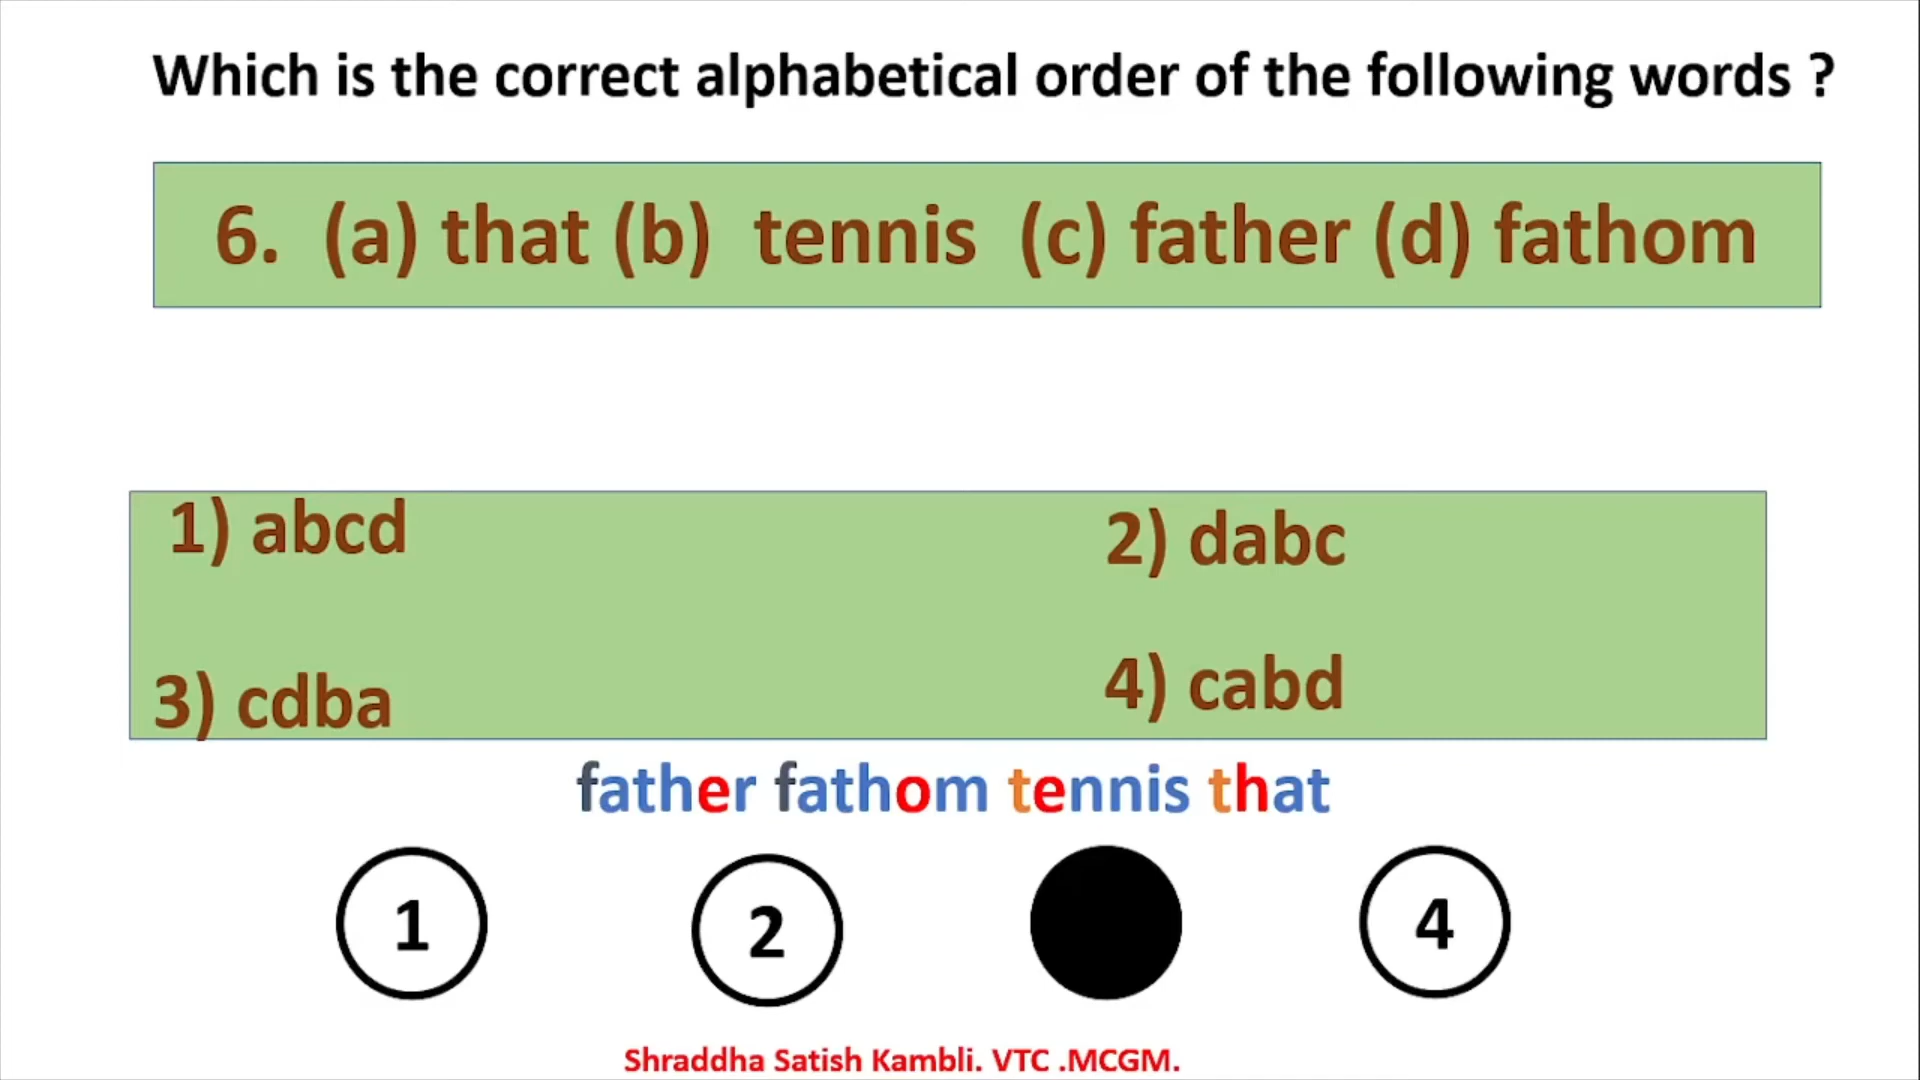 Which is the correct alphabetical order of the following words ?
6. (a) that (b) tennis (c) father (d) fathom
1) abcd 2) dabc
3) cdba 4) cabd
father fathom tennis that
1 2 4
Shraddha Satish Kambli. VTC .MCGM.